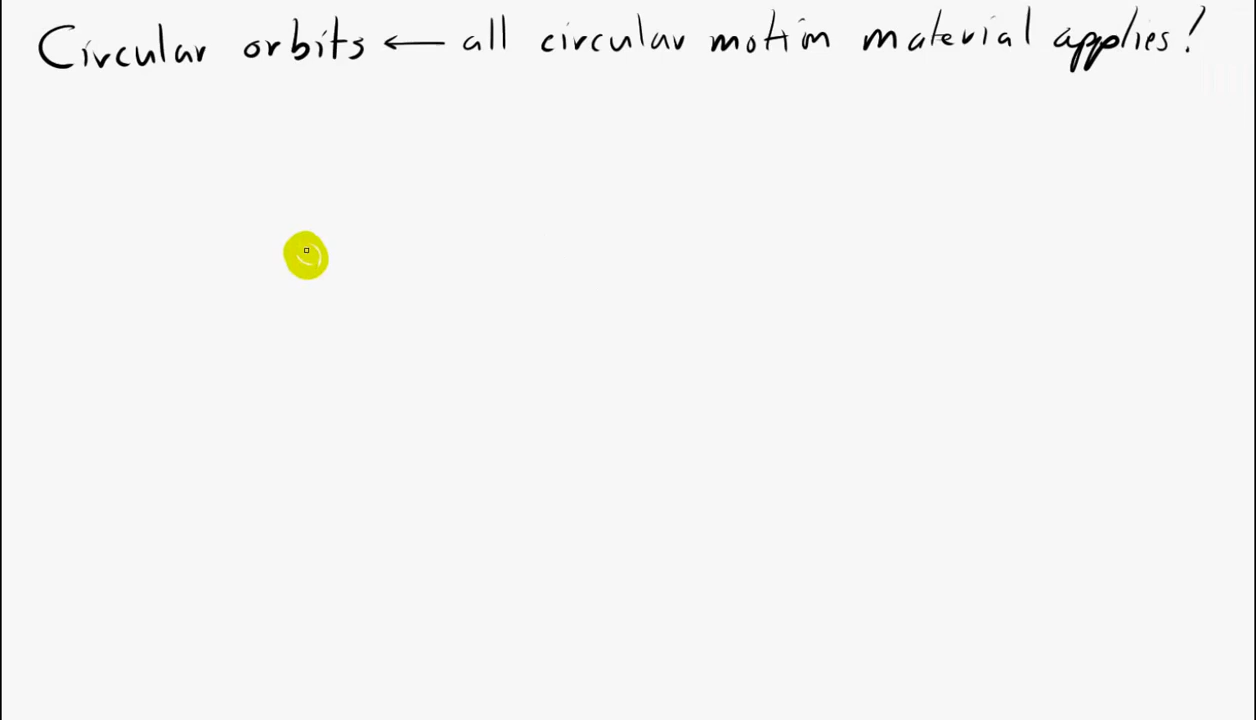 Circular orbits ← all circular motion material applies!